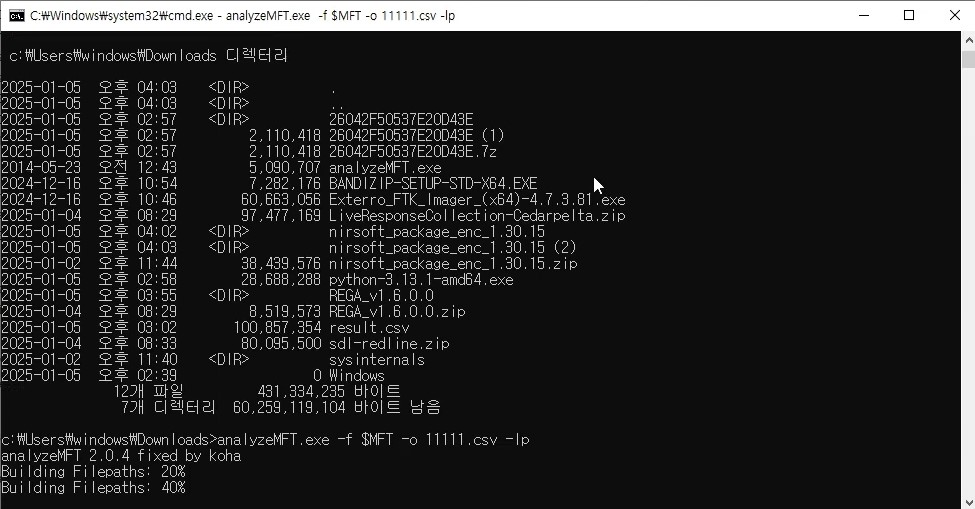 C:₩Windows₩system32₩cmd.exe - analyzeMFT.exe  -f $MFT -o 11111.csv -lp
c:₩Users₩windows₩Downloads 디렉터리
2025-01-05  오후 04:03    <DIR>          .
2025-01-05  오후 04:03    <DIR>          ..
2025-01-05  오후 02:57    <DIR>          26042F50537E20D43E
2025-01-05  오후 02:57         2,110,418 26042F50537E20D43E (1)
2025-01-05  오후 02:57         2,110,418 26042F50537E20D43E.7z
2014-05-23  오전 12:43         5,090,707 analyzeMFT.exe
2024-12-16  오후 10:54         7,282,176 BANDIZIP-SETUP-STD-X64.EXE
2024-12-16  오후 10:46        60,663,056 Exterro_FTK_Imager_(x64)-4.7.3.81.exe
2025-01-04  오후 08:29        97,477,169 LiveResponseCollection-Cedarpelta.zip
2025-01-05  오후 04:02    <DIR>          nirsoft_package_enc_1.30.15
2025-01-05  오후 04:03    <DIR>          nirsoft_package_enc_1.30.15 (2)
2025-01-02  오후 11:44        38,439,576 nirsoft_package_enc_1.30.15.zip
2025-01-05  오후 02:58        28,688,288 python-3.13.1-amd64.exe
2025-01-05  오후 03:55    <DIR>          REGA_v1.6.0.0
2025-01-04  오후 08:29         8,519,573 REGA_v1.6.0.0.zip
2025-01-05  오후 03:02       100,857,354 result.csv
2025-01-04  오후 08:33        80,095,500 sdl-redline.zip
2025-01-02  오후 11:40    <DIR>          sysinternals
2025-01-05  오후 02:39                 0 Windows
12개 파일         431,334,235 바이트
7개 디렉터리  60,259,119,104 바이트 남음
c:₩Users₩windows₩Downloads>analyzeMFT.exe -f $MFT -o 11111.csv -lp
analyzeMFT 2.0.4 fixed by koha
Building Filepaths: 20%
Building Filepaths: 40%